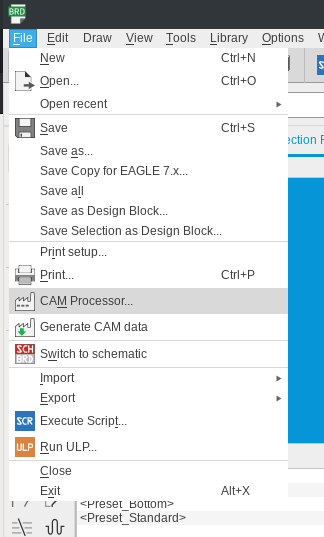 BRD
File Edit Draw View Tools Library Options
New Ctrl+N
Open... Ctrl+O
Open recent
Save Ctrl+S
Save as...
Save Copy for EAGLE 7.x...
Save all
Save as Design Block...
Save Selection as Design Block...
Print setup...
Print... Ctrl+P
CAM Processor...
Generate CAM data
SCH
BRD
Switch to schematic
Import
Export
SCR Execute Script...
ULP Run ULP...
Close
Exit Alt+X
<Preset_Bottom>
<Preset_Standard>